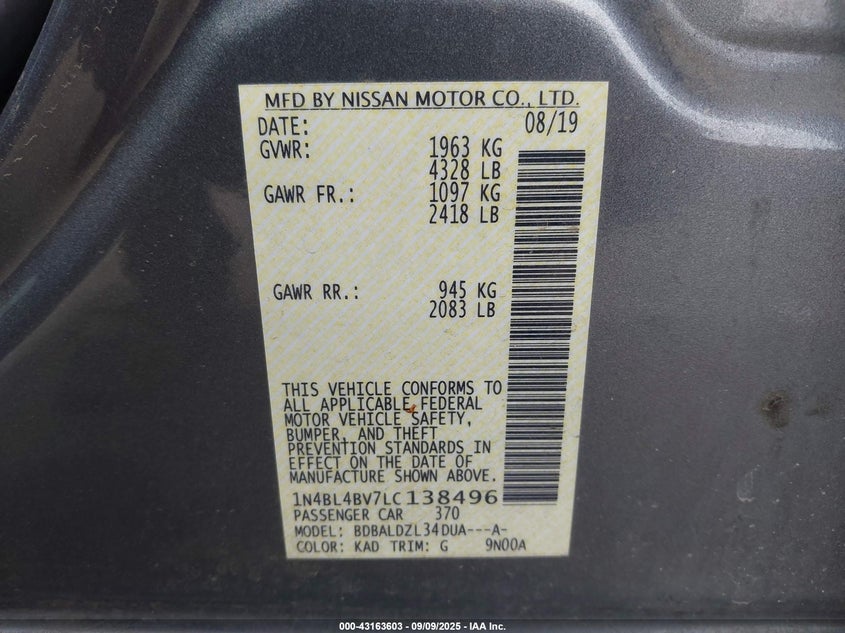 MFD BY NISSAN MOTOR CO., LTD.
DATE: 08/19
GVWR: 1963 KG
4328 LB
GAWR FR.: 1097 KG
2418 LB
GAWR RR.: 945 KG
2083 LB
THIS VEHICLE CONFORMS TO
ALL APPLICABLE FEDERAL
MOTOR VEHICLE SAFETY,
BUMPER, AND THEFT
PREVENTION STANDARDS IN
EFFECT ON THE DATE OF
MANUFACTURE SHOWN ABOVE.
1N4BL4BV7LC138496
PASSENGER CAR 370
MODEL: BDBALDZL34DUA---A-
COLOR: KAD TRIM: G 9N00A
000-43163603 - 09/09/2025 - IAA Inc.